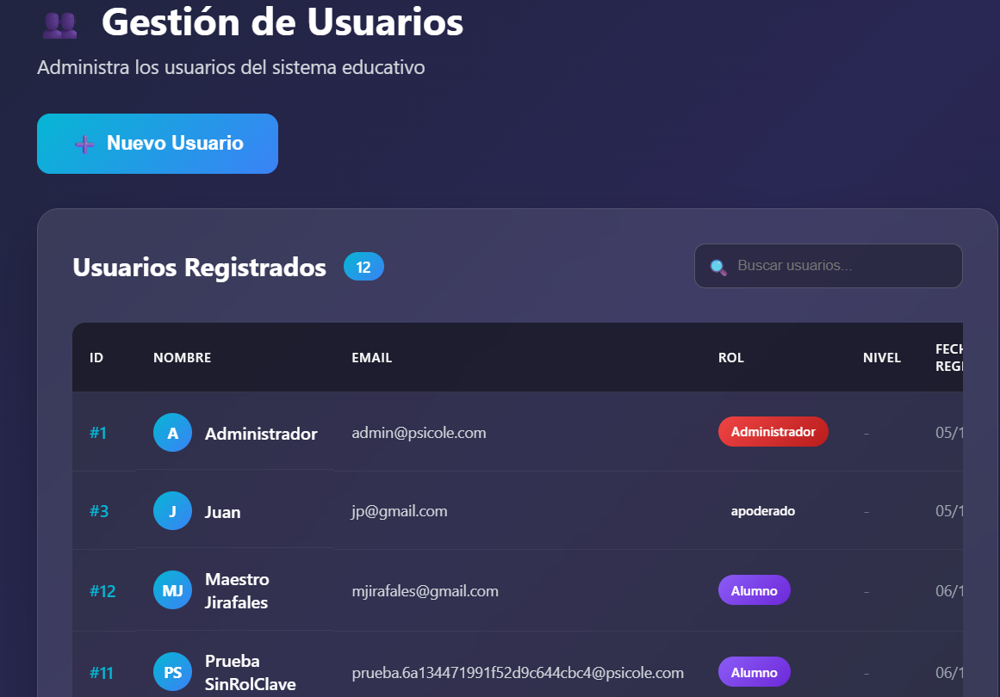 Gestión de Usuarios
Administra los usuarios del sistema educativo
Nuevo Usuario
Usuarios Registrados 12
Buscar usuarios...
ID NOMBRE EMAIL ROL NIVEL
#1 A Administrador admin@psicole.com Administrador - 05/1
#3 J Juan jp@gmail.com apoderado - 05/1
#12 MJ Maestro
Jirafales mjirafales@gmail.com Alumno - 06/1
#11 PS Prueba
SinRolClave prueba.6a134471991f52d9c644cbc4@psicole.com Alumno - 06/1